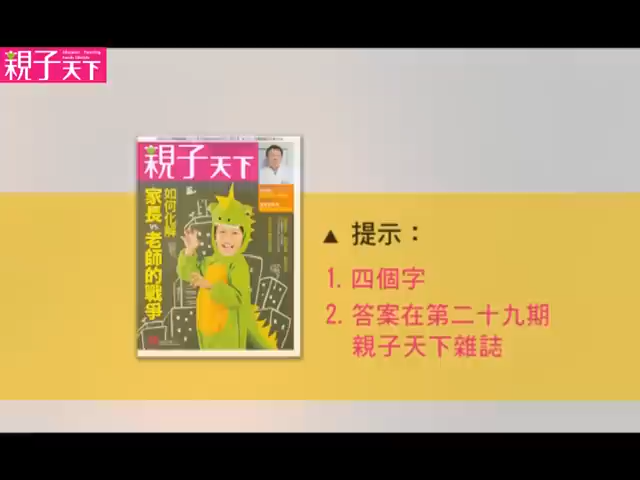 親子天下
親子天下
如何化解
家長vs老師的戰爭
▲ 提示：
1. 四個字
2. 答案在第二十九期
親子天下雜誌